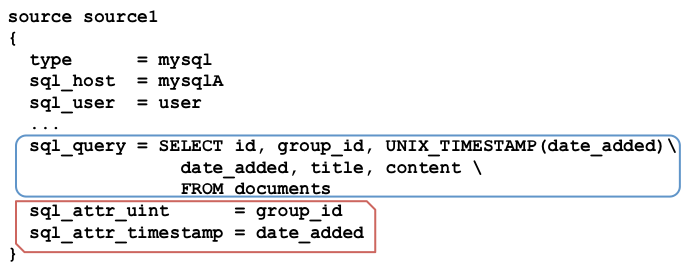 source source1
{
  type      = mysql
  sql_host  = mysqlA
  sql_user  = user
  ...
  sql_query = SELECT id, group_id, UNIX_TIMESTAMP(date_added)\
              date_added, title, content \
              FROM documents
  sql_attr_uint      = group_id
  sql_attr_timestamp = date_added
}